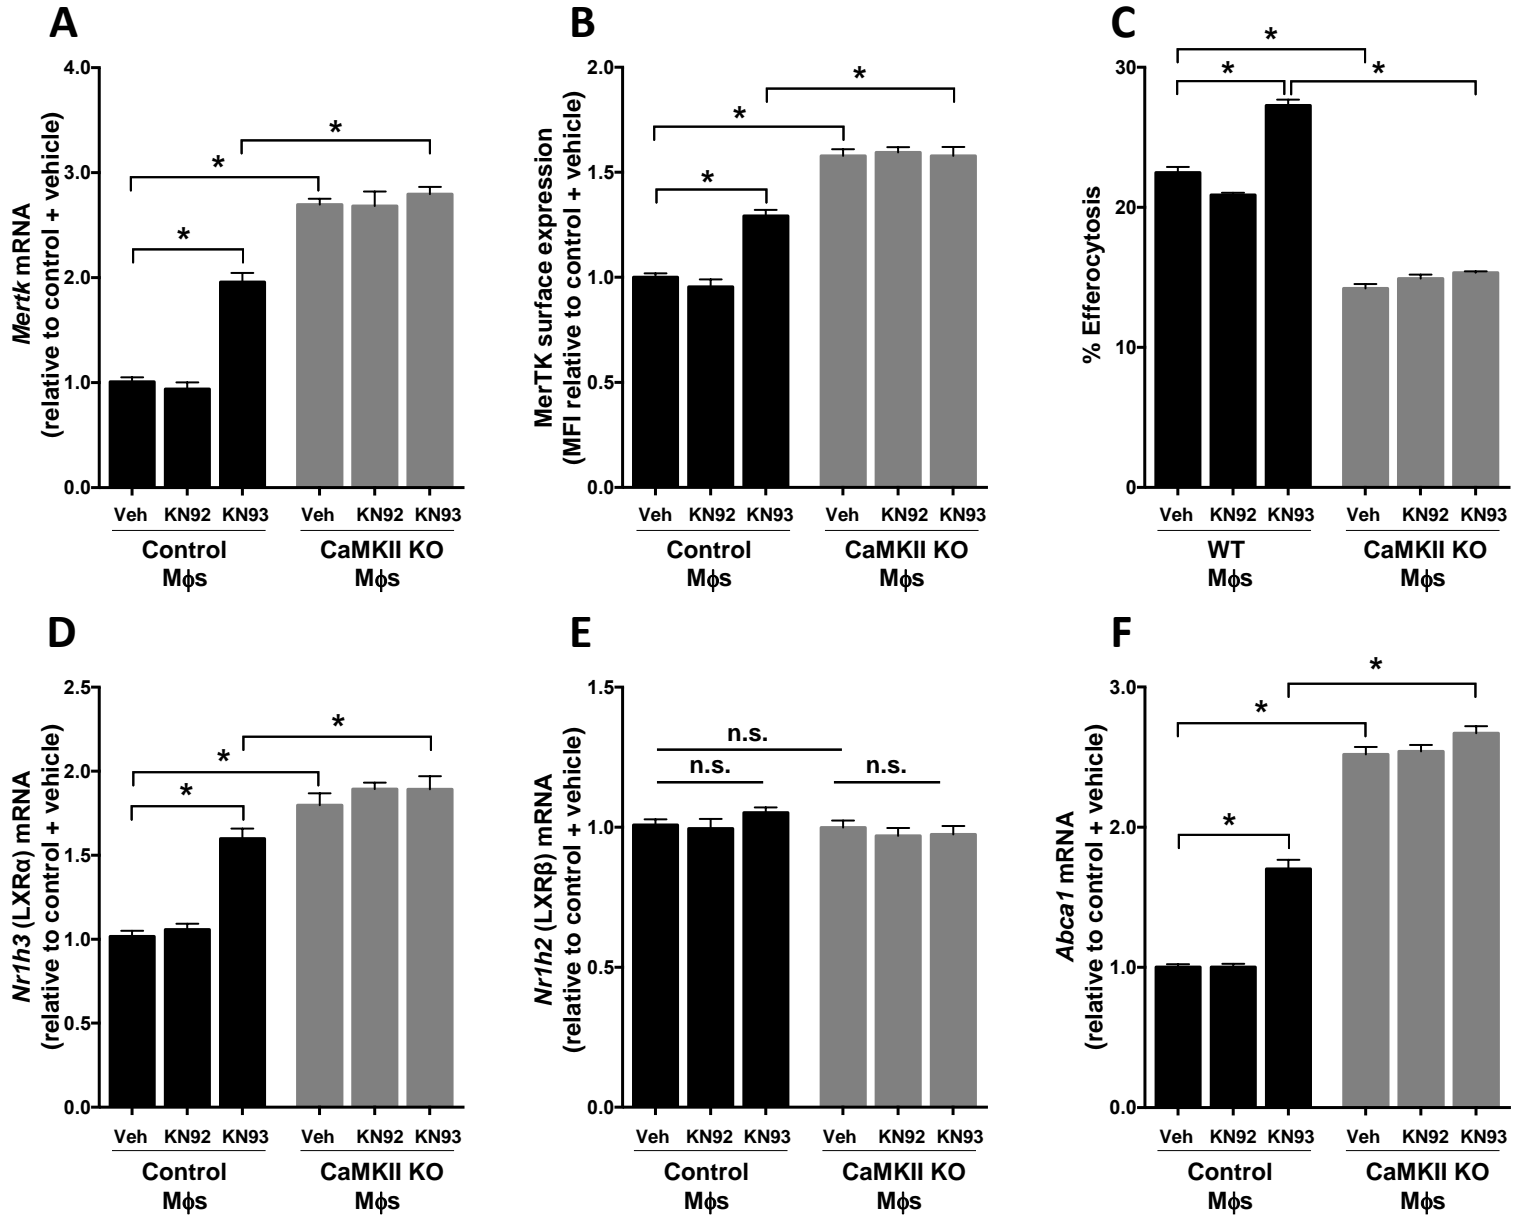 A
Mertk mRNA
(relative to control + vehicle)
4.0
3.0
2.0
1.0
0.0
*
*
*
Veh KN92 KN93 Veh KN92 KN93
Control CaMKII KO
Mϕs Mϕs
B
MerTK surface expression
(MFI relative to control + vehicle)
2.0
1.5
1.0
0.5
0.0
*
*
*
Veh KN92 KN93 Veh KN92 KN93
Control CaMKII KO
Mϕs Mϕs
C
% Efferocytosis
30
20
10
0
*
* *
Veh KN92 KN93 Veh KN92 KN93
WT CaMKII KO
Mϕs Mϕs
D
Nr1h3 (LXRα) mRNA
(relative to control + vehicle)
2.5
2.0
1.5
1.0
0.5
0.0
*
*
*
Veh KN92 KN93 Veh KN92 KN93
Control CaMKII KO
Mϕs Mϕs
E
Nr1h2 (LXRβ) mRNA
(relative to control + vehicle)
1.5
1.0
0.5
0.0
n.s.
n.s. n.s.
Veh KN92 KN93 Veh KN92 KN93
Control CaMKII KO
Mϕs Mϕs
F
Abca1 mRNA
(relative to control + vehicle)
3.0
2.0
1.0
0.0
*
*
*
Veh KN92 KN93 Veh KN92 KN93
Control CaMKII KO
Mϕs Mϕs